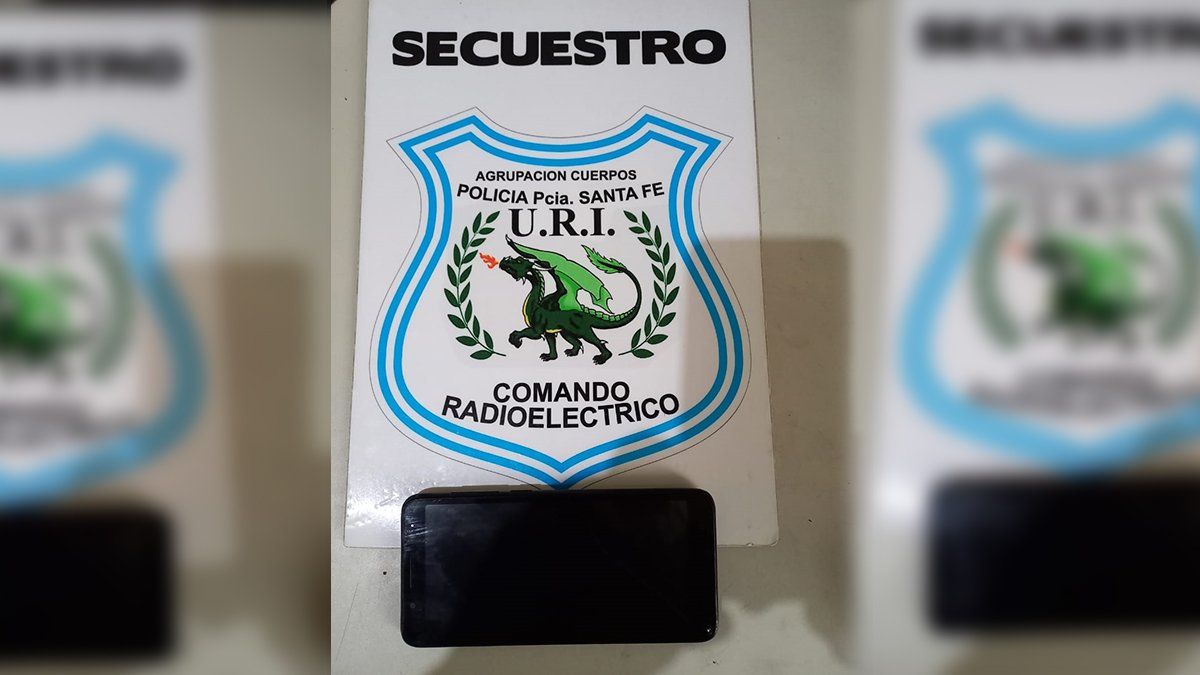 SECUESTRO
AGRUPACION CUERPOS
POLICIA Pcia. SANTA FE
U.R.I.
COMANDO
RADIOELECTRICO